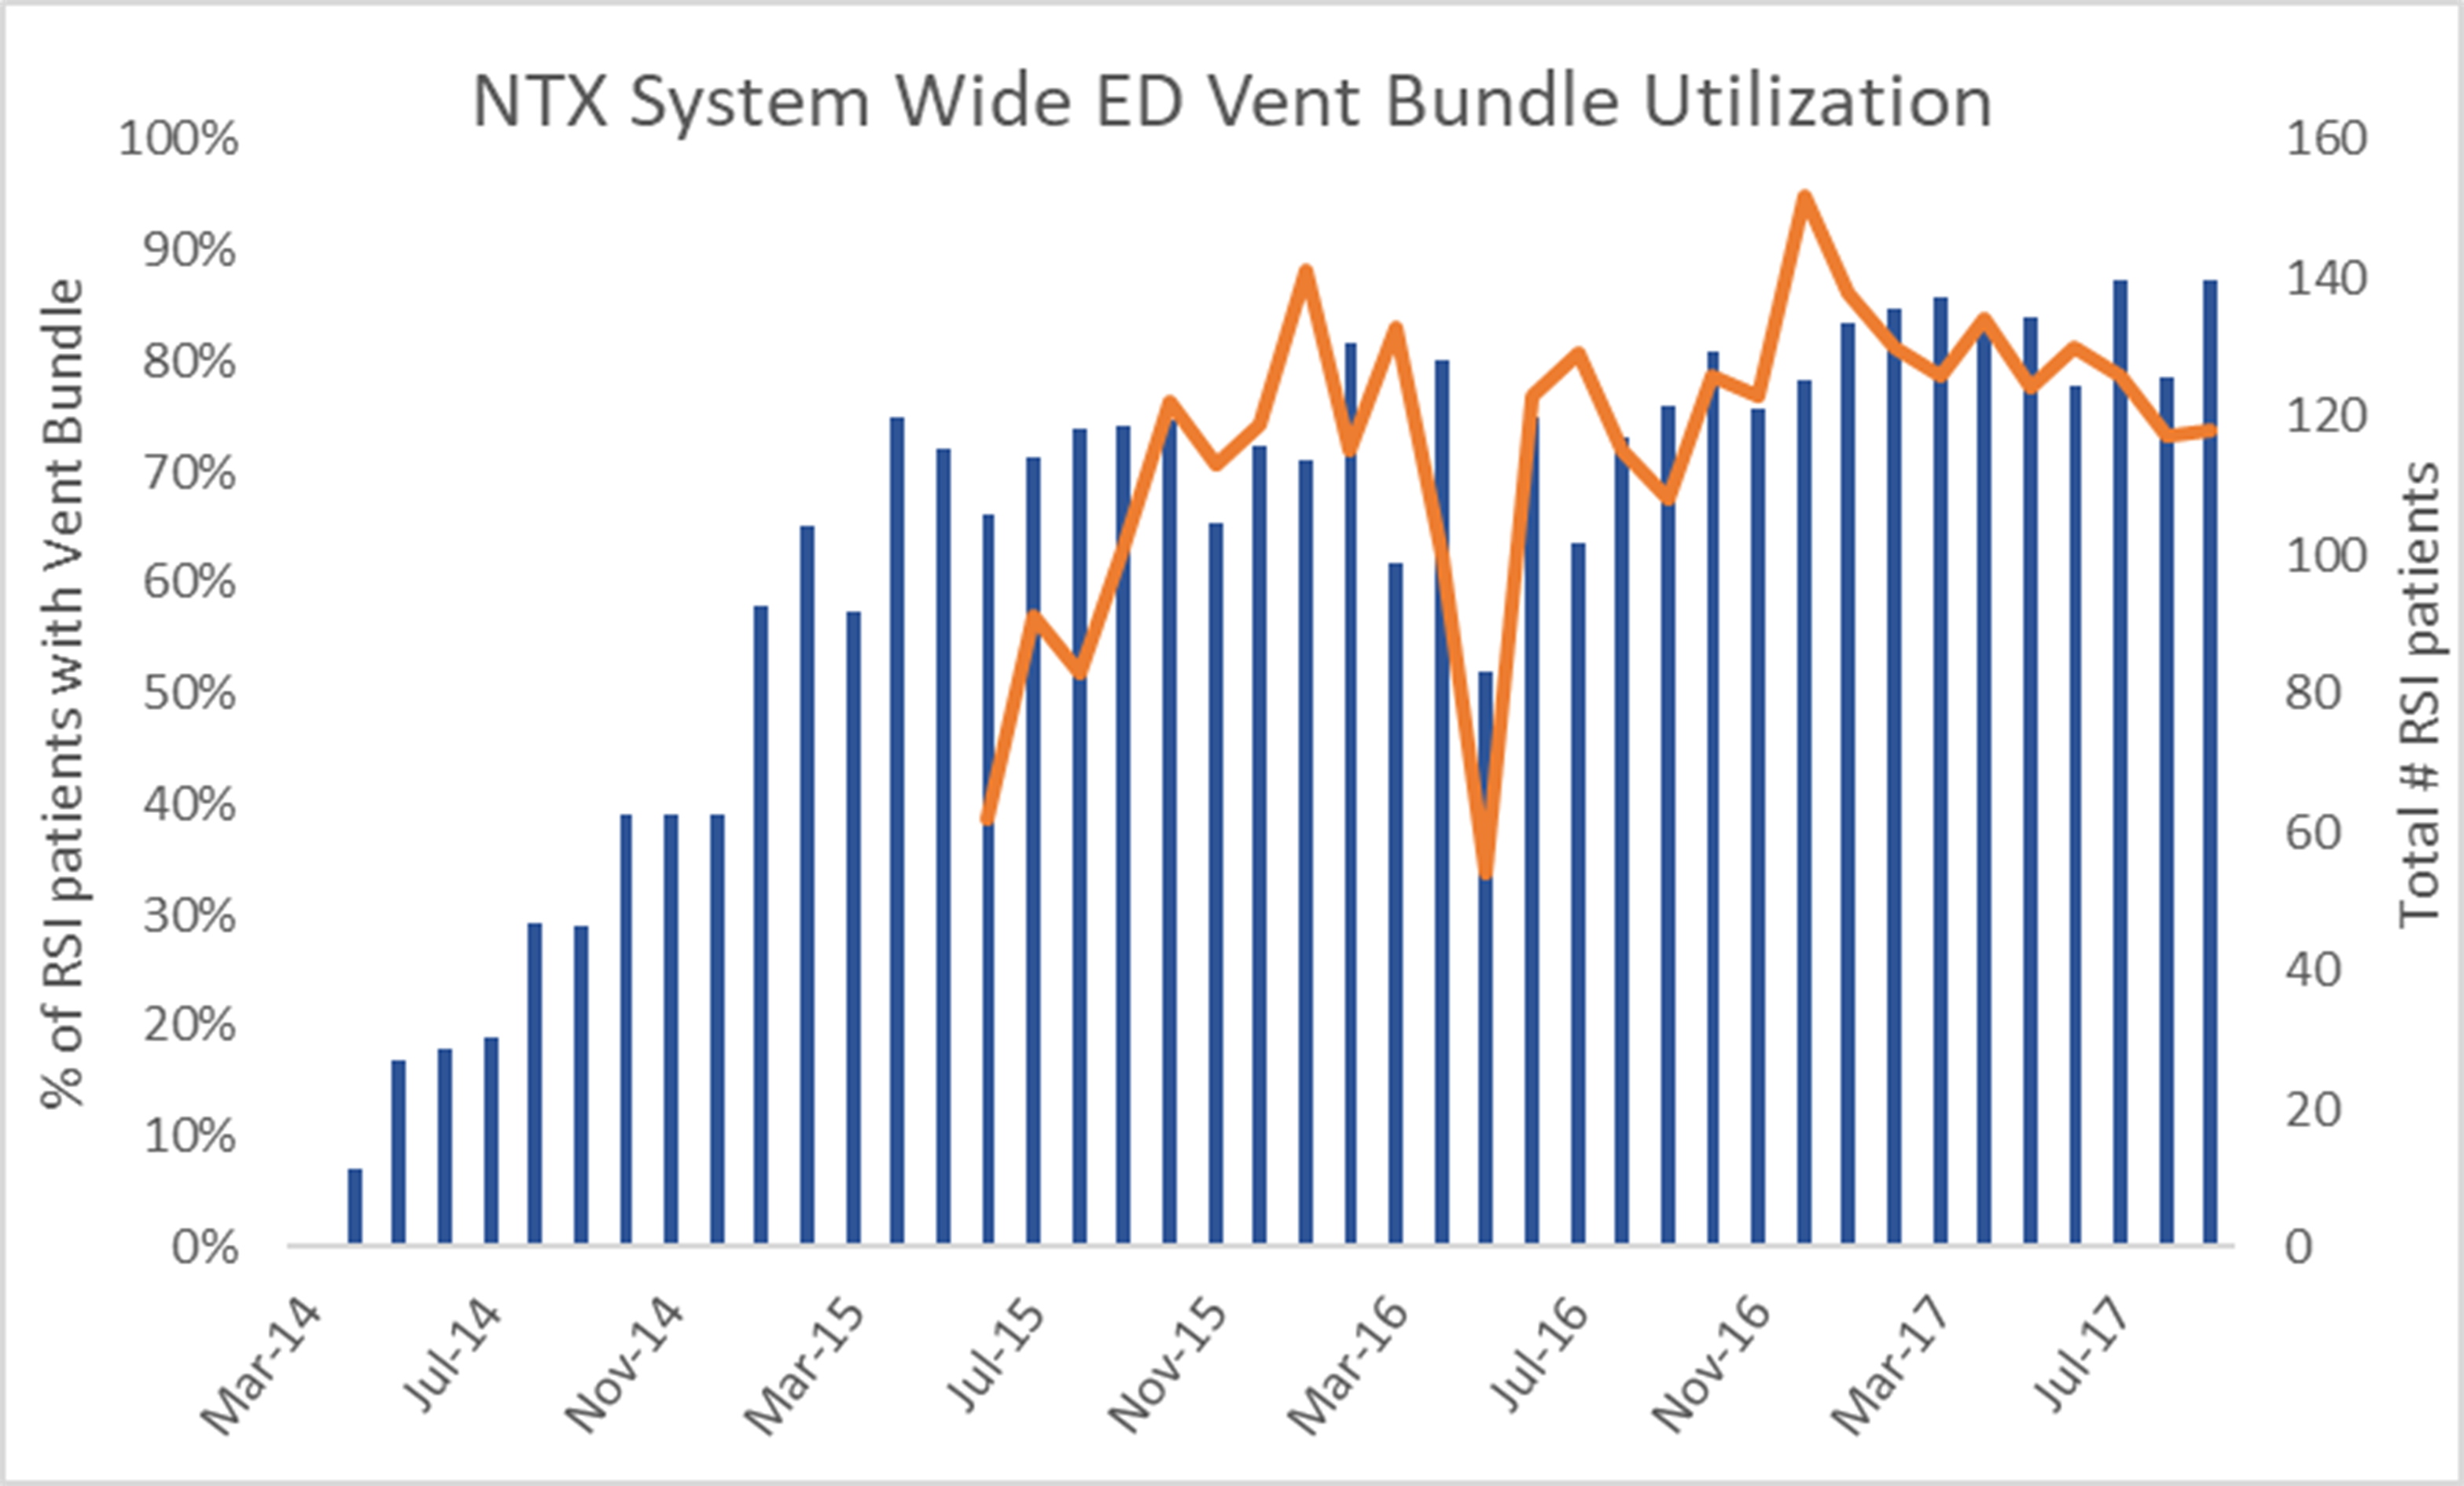 NTX System Wide ED Vent Bundle Utilization
% of RSI patients with Vent Bundle
100%
90%
80%
70%
60%
50%
40%
30%
20%
10%
0%
160
140
120
100
80
60
40
20
0
Total # RSI patients
Mar-14
Jul-14
Nov-14
Mar-15
Jul-15
Nov-15
Mar-16
Jul-16
Nov-16
Mar-17
Jul-17